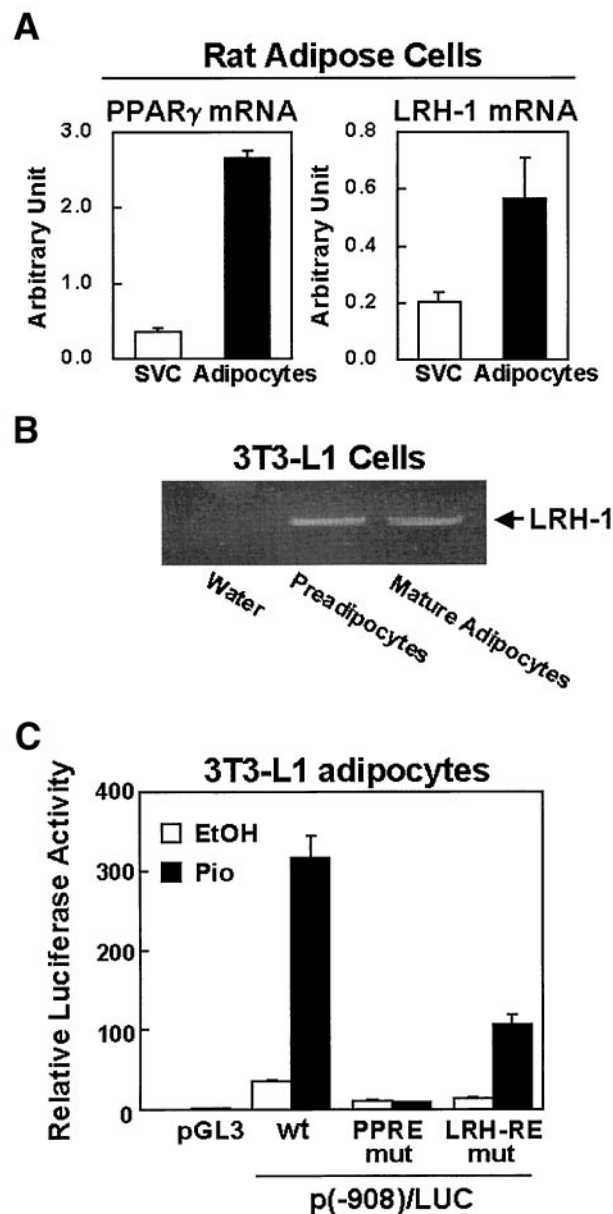 A
Rat Adipose Cells
PPARγ mRNA
LRH-1 mRNA
Arbitrary Unit
3.0
2.0
1.0
0.0
SVC Adipocytes
Arbitrary Unit
0.8
0.6
0.4
0.2
0.0
SVC Adipocytes
B
3T3-L1 Cells
LRH-1
Water
Preadipocytes
Mature Adipocytes
C
3T3-L1 adipocytes
Relative Luciferase Activity
400
300
200
100
0
EtOH
Pio
pGL3 wt PPRE mut LRH-RE mut
p(-908)/LUC